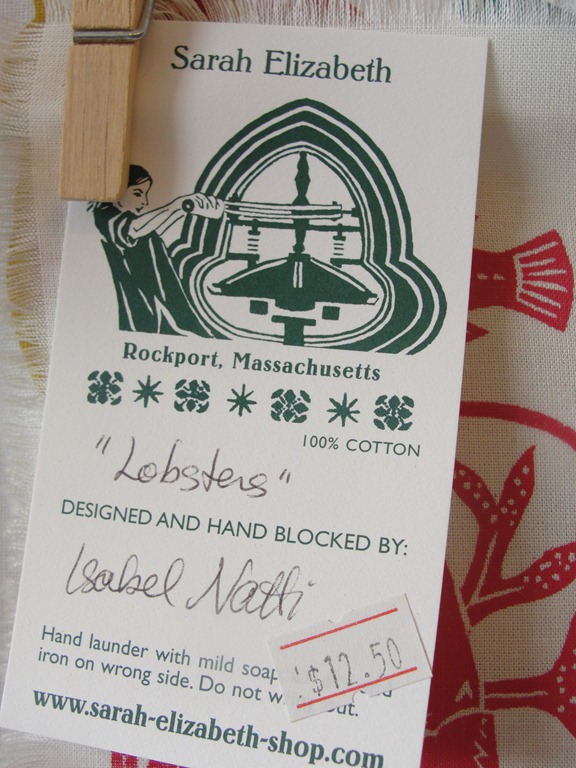 Sarah Elizabeth
Rockport, Massachusetts
100% COTTON
"Lobsters"
DESIGNED AND HAND BLOCKED BY:
Isabel Natti
Hand launder with mild soap
iron on wrong side. Do not
$12.50
www.sarah-elizabeth-shop.com